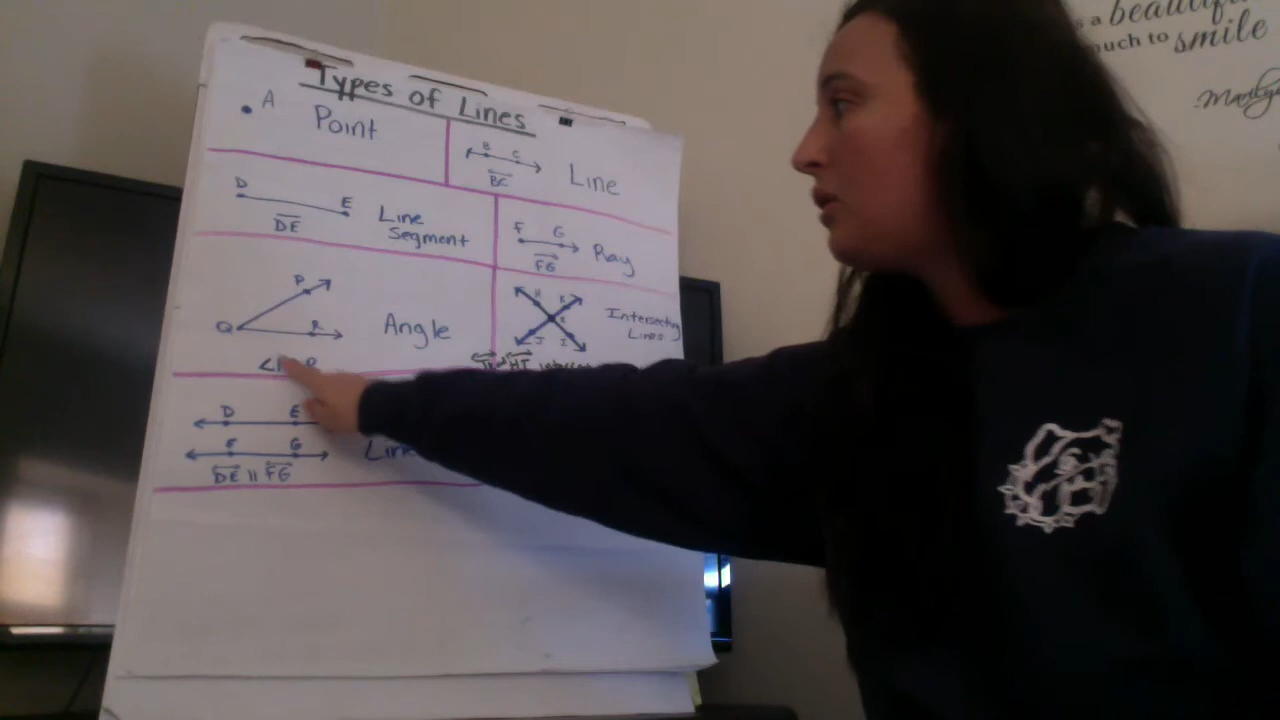 Types of Lines
A
Point
B C
BC
Line
D E
DE
Line
Segment
F G
FG
Ray
P
Q R
Angle
H K
J I
Intersecting
Lines
HI
D E
F G
DE || FG
a beautiful
much to smile